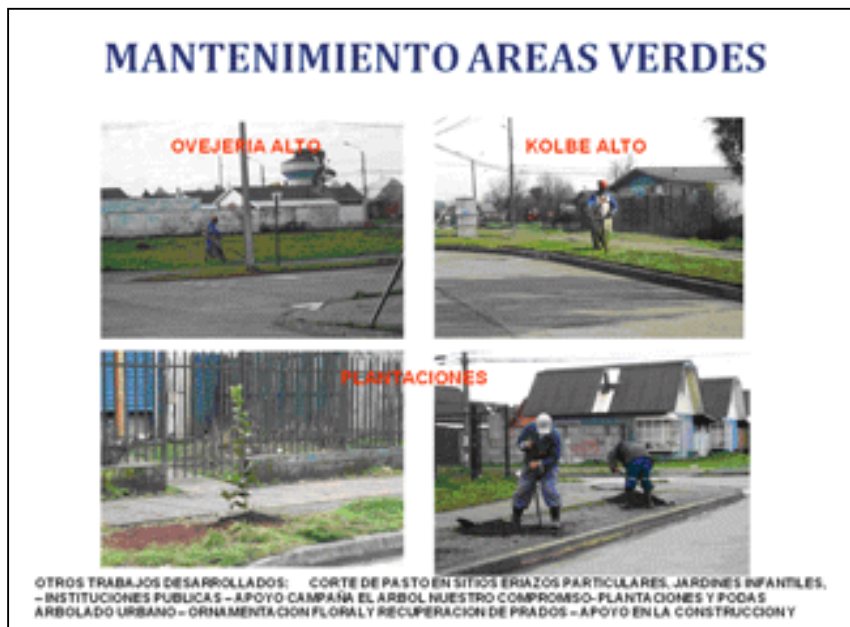 MANTENIMIENTO AREAS VERDES
OVEJERIA ALTO
KOLBE ALTO
PLANTACIONES
OTROS TRABAJOS DESARROLLADOS: CORTE DE PASTO EN SITIOS ERIAZOS PARTICULARES, JARDINES INFANTILES,
– INSTITUCIONES PUBLICAS – APOYO CAMPAÑA EL ARBOL NUESTRO COMPROMISO- PLANTACIONES Y PODAS
ARBOLADO URBANO – ORNAMENTACION FLORAL Y RECUPERACION DE PRADOS – APOYO EN LA CONSTRUCCION Y